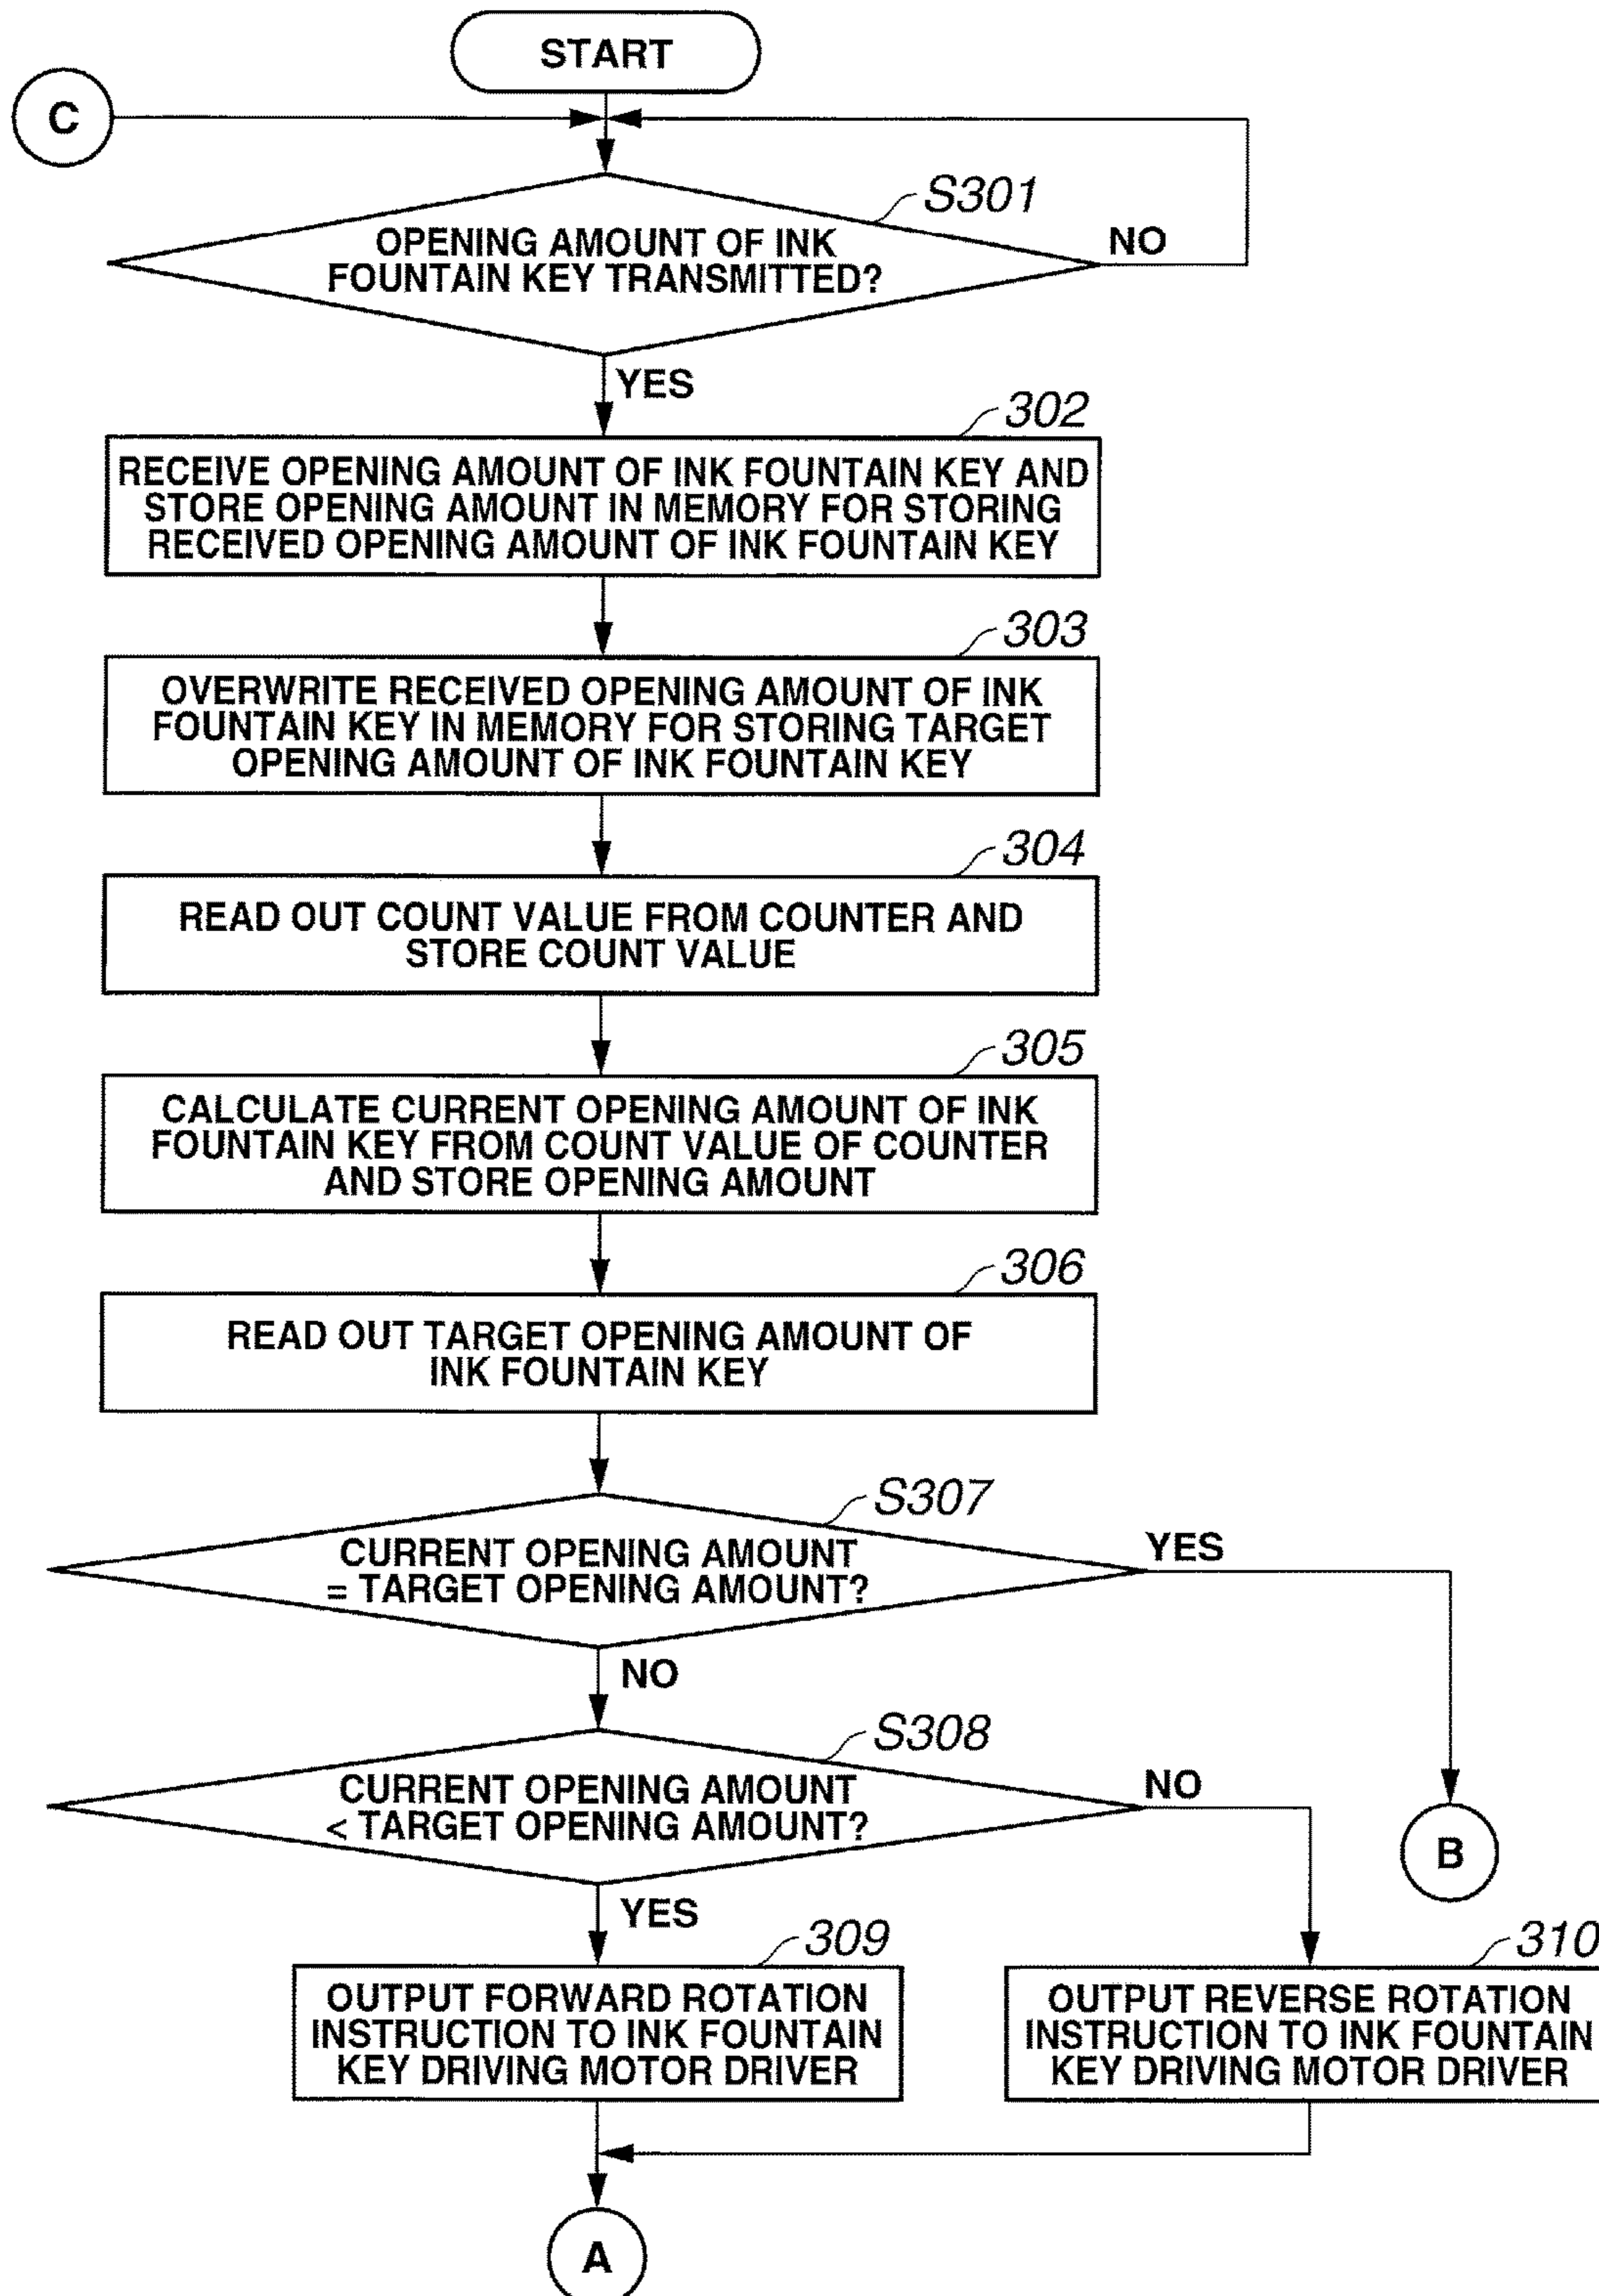 START
C
S301
OPENING AMOUNT OF INK
FOUNTAIN KEY TRANSMITTED?
NO
YES
302
RECEIVE OPENING AMOUNT OF INK FOUNTAIN KEY AND
STORE OPENING AMOUNT IN MEMORY FOR STORING
RECEIVED OPENING AMOUNT OF INK FOUNTAIN KEY
303
OVERWRITE RECEIVED OPENING AMOUNT OF INK
FOUNTAIN KEY IN MEMORY FOR STORING TARGET
OPENING AMOUNT OF INK FOUNTAIN KEY
304
READ OUT COUNT VALUE FROM COUNTER AND
STORE COUNT VALUE
305
CALCULATE CURRENT OPENING AMOUNT OF INK
FOUNTAIN KEY FROM COUNT VALUE OF COUNTER
AND STORE OPENING AMOUNT
306
READ OUT TARGET OPENING AMOUNT OF
INK FOUNTAIN KEY
S307
CURRENT OPENING AMOUNT
= TARGET OPENING AMOUNT?
YES
NO
S308
CURRENT OPENING AMOUNT
< TARGET OPENING AMOUNT?
NO
B
YES
309
OUTPUT FORWARD ROTATION
INSTRUCTION TO INK FOUNTAIN
KEY DRIVING MOTOR DRIVER
310
OUTPUT REVERSE ROTATION
INSTRUCTION TO INK FOUNTAIN
KEY DRIVING MOTOR DRIVER
A